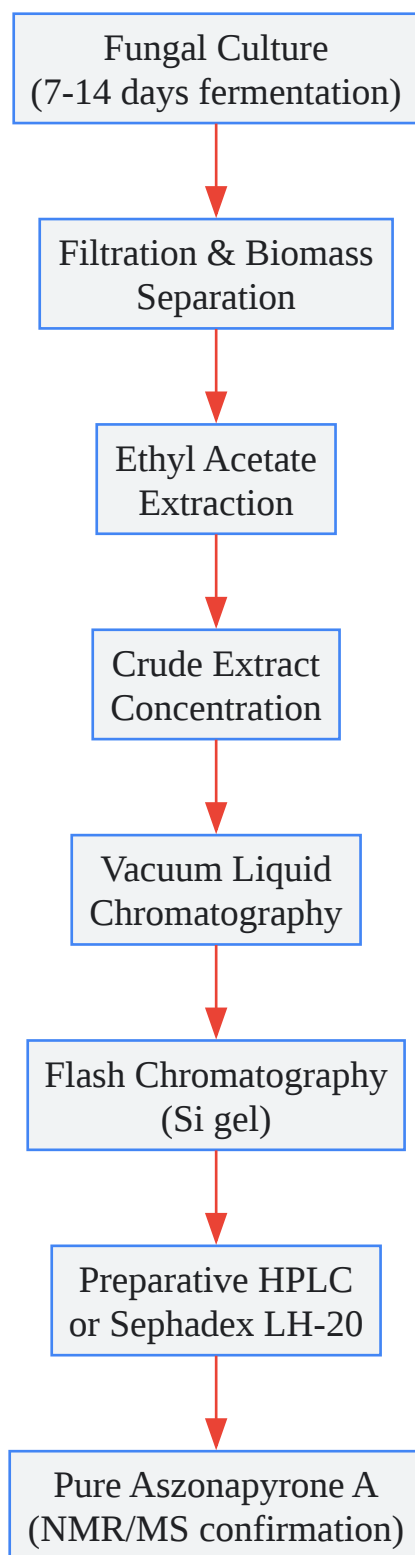 Fungal Culture
(7-14 days fermentation)
Filtration & Biomass
Separation
Ethyl Acetate
Extraction
Crude Extract
Concentration
Vacuum Liquid
Chromatography
Flash Chromatography
(Si gel)
Preparative HPLC
or Sephadex LH-20
Pure Aszonapyrone A
(NMR/MS confirmation)